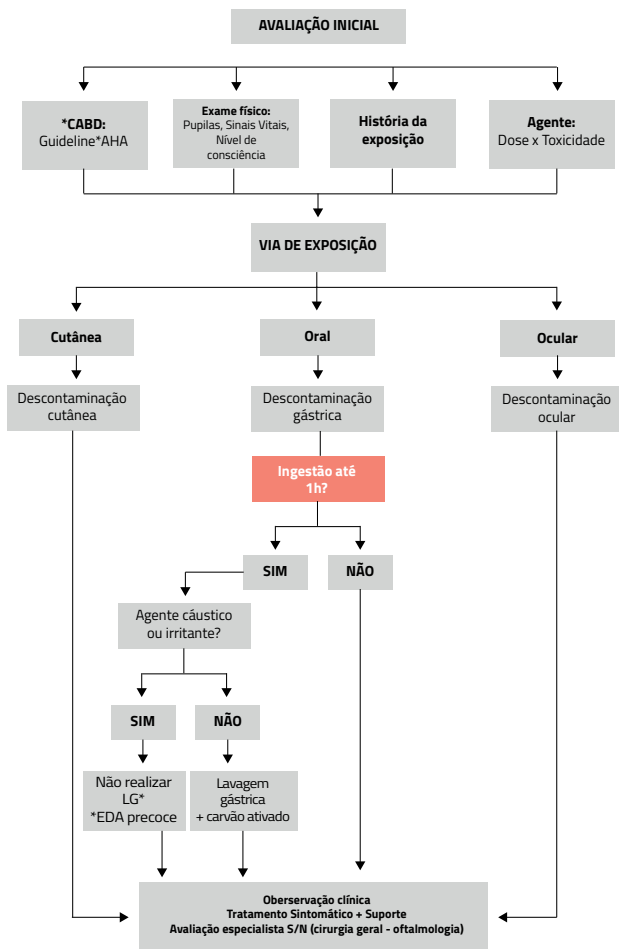 AVALIAÇÃO INICIAL
*CABD:
Guideline*AHA
Exame físico:
Pupilas, Sinais Vitais,
Nível de
consciência
História da
exposição
Agente:
Dose x Toxicidade
VIA DE EXPOSIÇÃO
Cutânea
Oral
Ocular
Descontaminação
cutânea
Descontaminação
gástrica
Descontaminação
ocular
Ingestão até
1h?
SIM
NÃO
Agente cáustico
ou irritante?
SIM
NÃO
Não realizar
LG*
*EDA precoce
Lavagem
gástrica
+ carvão ativado
Oberservação clínica
Tratamento Sintomático + Suporte
Avaliação especialista S/N (cirurgia geral - oftalmologia)